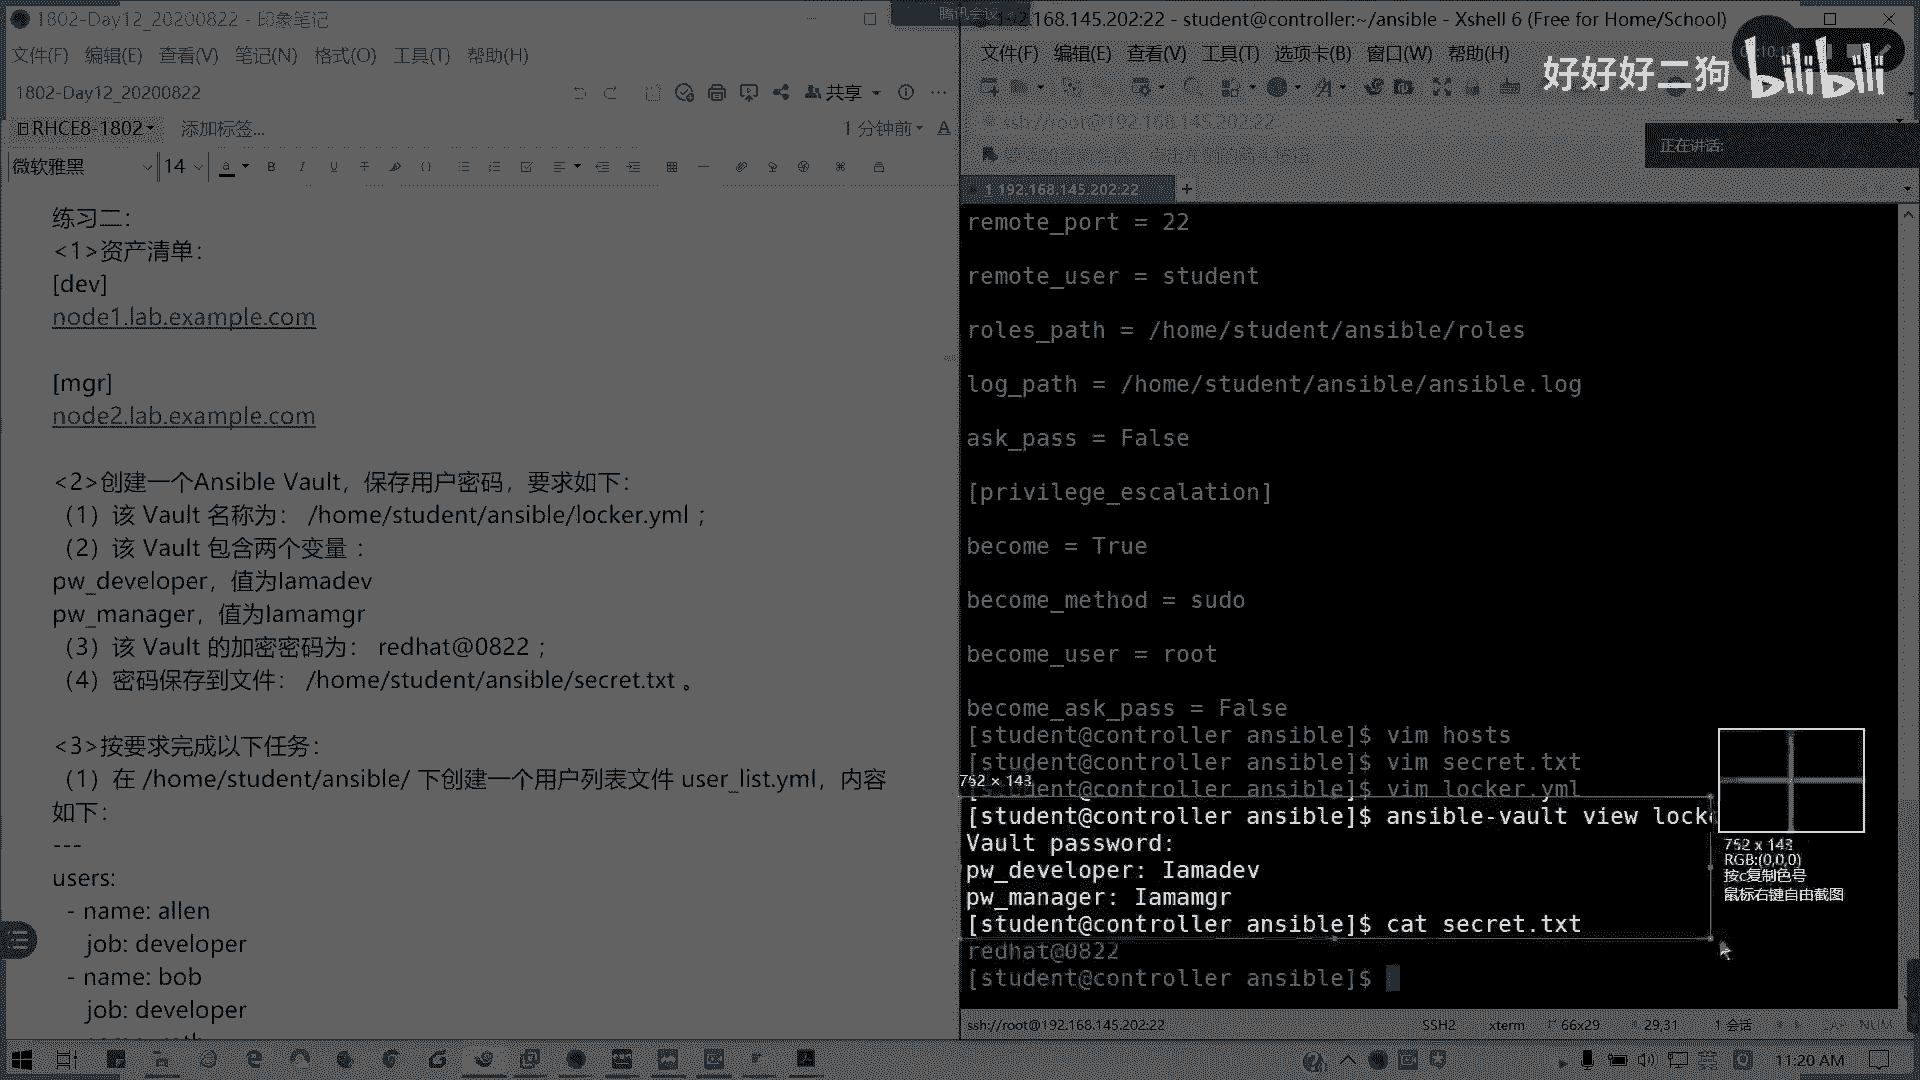 1802-Day12_20200822 - 印象笔记
文件(F) 编辑(E) 查看(V) 笔记(N) 格式(O) 工具(T) 帮助(H)
1802-Day12_20200822
共享
RHCE8-1802
添加标签...
1 分钟前
微软雅黑
14
练习二：
<1>资产清单：
[dev]
node1.lab.example.com
[mgr]
node2.lab.example.com
<2>创建一个Ansible Vault，保存用户密码，要求如下：
（1）该 Vault 名称为： /home/student/ansible/locker.yml ；
（2）该 Vault 包含两个变量 ：
pw_developer，值为Iamadev
pw_manager，值为Iamamgr
（3）该 Vault 的加密密码为： redhat@0822 ；
（4）密码保存到文件： /home/student/ansible/secret.txt 。
<3>按要求完成以下任务：
（1）在 /home/student/ansible/ 下创建一个用户列表文件 user_list.yml，内容
如下：
---
users:
- name: allen
job: developer
- name: bob
job: developer
腾讯会议
.168.145.202:22 - student@controller:~/ansible - Xshell 6 (Free for Home/School)
文件(F) 编辑(E) 查看(V) 工具(T) 选项卡(B) 窗口(W) 帮助(H)
好好好二狗
bilibili
ssh://root@192.168.145.202:22
正在讲话:
1 192.168.145.202:22
remote_port = 22
remote_user = student
roles_path = /home/student/ansible/roles
log_path = /home/student/ansible/ansible.log
ask_pass = False
[privilege_escalation]
become = True
become_method = sudo
become_user = root
become_ask_pass = False
[student@controller ansible]$ vim hosts
[student@controller ansible]$ vim secret.txt
762 × 143
[student@controller ansible]$ vim locker.yml
[student@controller ansible]$ ansible-vault view lock
Vault password:
pw_developer: Iamadev
pw_manager: Iamamgr
[student@controller ansible]$ cat secret.txt
redhat@0822
[student@controller ansible]$
762 x 143
RGB:(0,0,0)
按c复制色号
鼠标右键自由截图
ssh://root@192.168.145.202:22
SSH2
xterm
66x29
29,31
1 会话
CAP NUM
英
11:20 AM